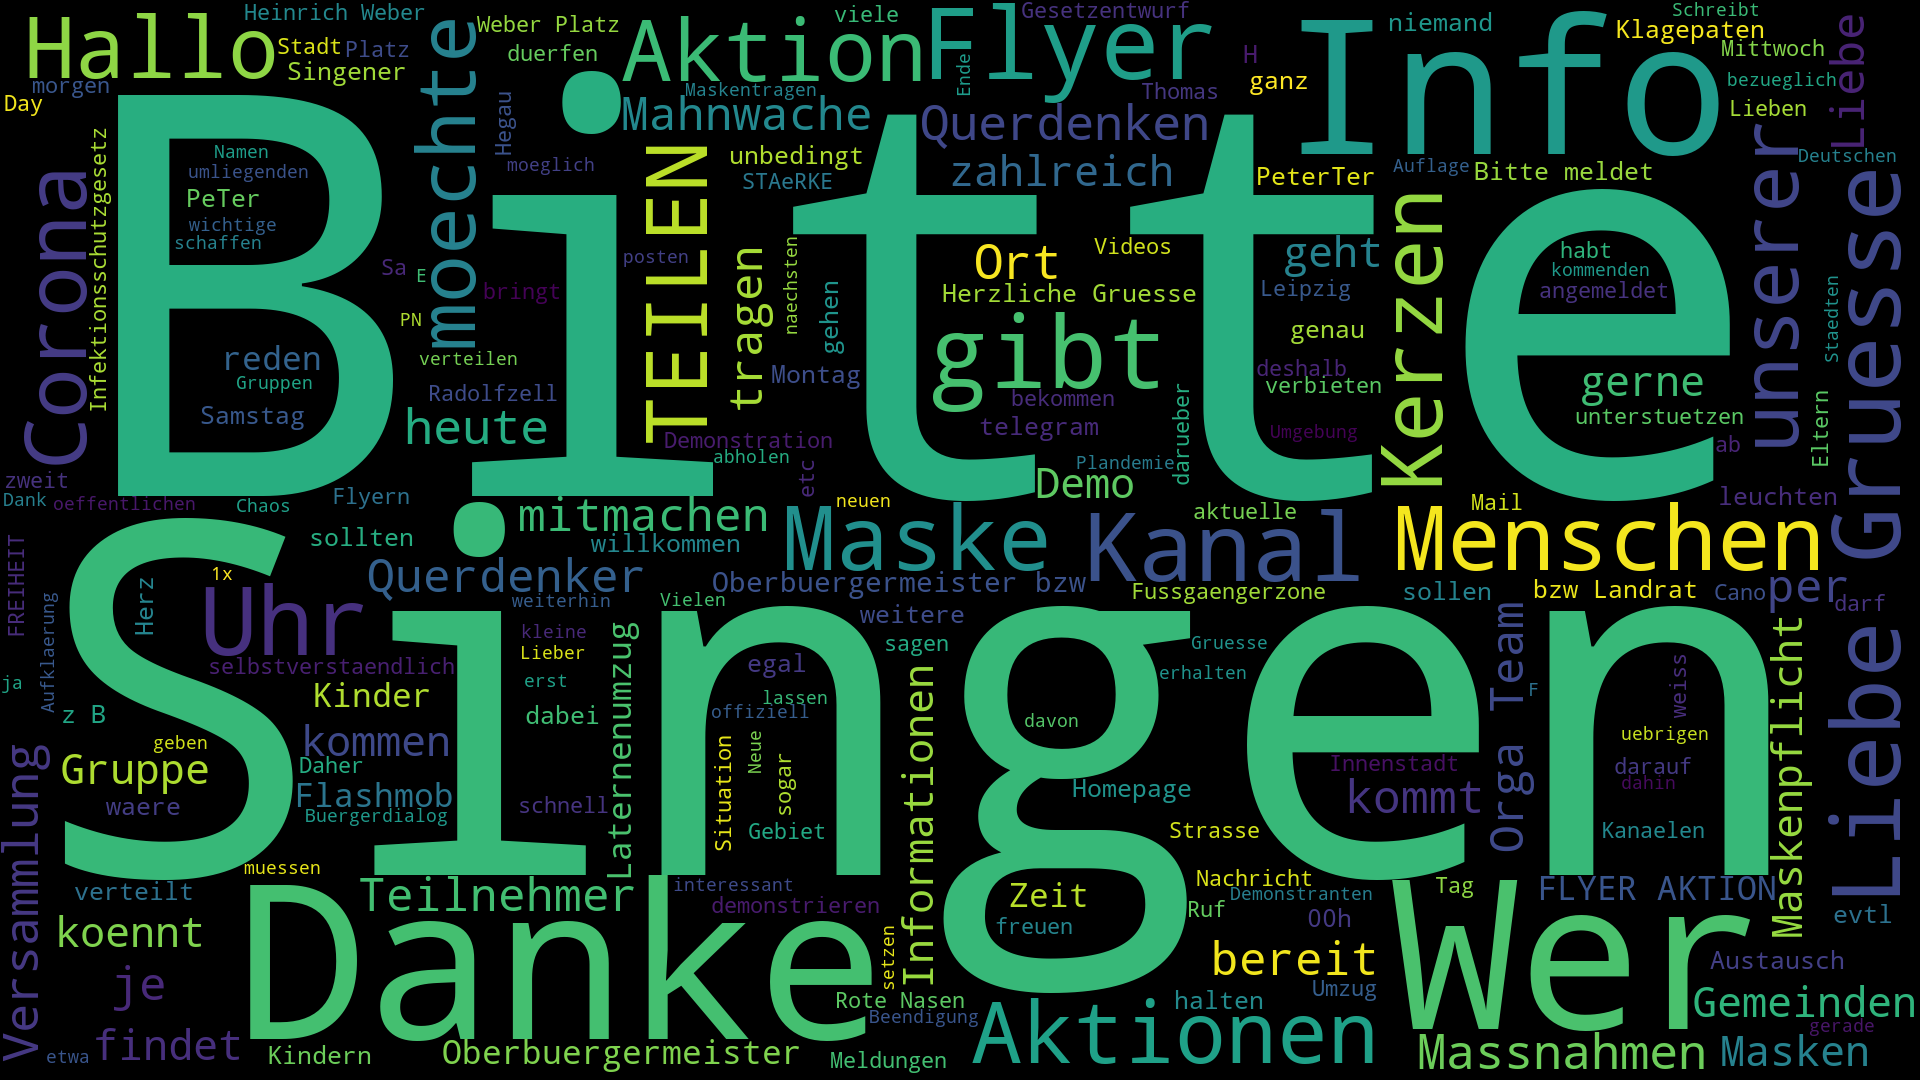 Bitte
Singen
Danke
Wer
Info
Hallo
Aktion
Flyer
Aktionen
Menschen
Maske
Kanal
Uhr
Corona
moechte
TEILEN
Kerzen
unserer
Liebe Gruesse
Liebe
gibt
Heinrich Weber
Weber Platz
Stadt
Platz
Singener
morgen
Day
duerfen
viele
Gesetzentwurf
niemand
Schreibt
Klagepaten
Mittwoch
bezueglich
Lieben
Deutschen
H
ganz
Ende
Thomas
Maskentragen
Mahnwache
Querdenken
zahlreich
unbedingt
STAeRKE
PeterTer
Auflage
Bitte meldet
Hegau
moeglich
Infektionsschutzgesetz
Namen
umliegenden
PeTer
wichtige
schaffen
Sa
E
bringt
PN
posten
tragen
naechsten
gehen
Ort
Videos
Herzliche Gruesse
geht
Leipzig
genau
deshalb
verbieten
Umgebung
habt
kommenden
angemeldet
gerne
unterstuetzen
ab
Staedten
Eltern
reden
Gruppen
Samstag
verteilen
Radolfzell
heute
Montag
bekommen
telegram
darueber
Demonstration
abholen
etc
Plandemie
Demo
zweit
Dank
oeffentlichen
Chaos
Flyern
sollten
mitmachen
willkommen
neuen
aktuelle
Mail
leuchten
FREIHEIT
Aufklaerung
Herz
1x
Querdenker
weiterhin
Vielen
Oberbuergermeister bzw
weitere
Fussgaengerzone
sollen
bzw Landrat
Cano
per
darf
selbstverstaendlich
Kinder
kleine
Lieber
erst
dabei
Laternenumzug
egal
lassen
offiziell
sagen
Gruesse
erhalten
davon
Informationen
Orga Team
F
weiss
uebrigen
Maskenpflicht
ja
z B
geben
Gruppe
waere
kommen
Daher
Flashmob
Buergerdialog
schnell
Situation
Neue
sogar
Gebiet
Homepage
Strasse
Innenstadt
kommt
darauf
dahin
Kanaelen
Versammlung
muessen
verteilt
koennt
je
findet
etwa
Kindern
Teilnehmer
interessant
demonstrieren
setzen
Rote Nasen
Beendigung
Oberbuergermeister
Meldungen
Zeit
freuen
Nachricht
Demonstranten
Ruf
00h
bereit
Umzug
halten
Tag
FLYER AKTION
evtl
Austausch
Gemeinden
gerade
Massnahmen
Masken